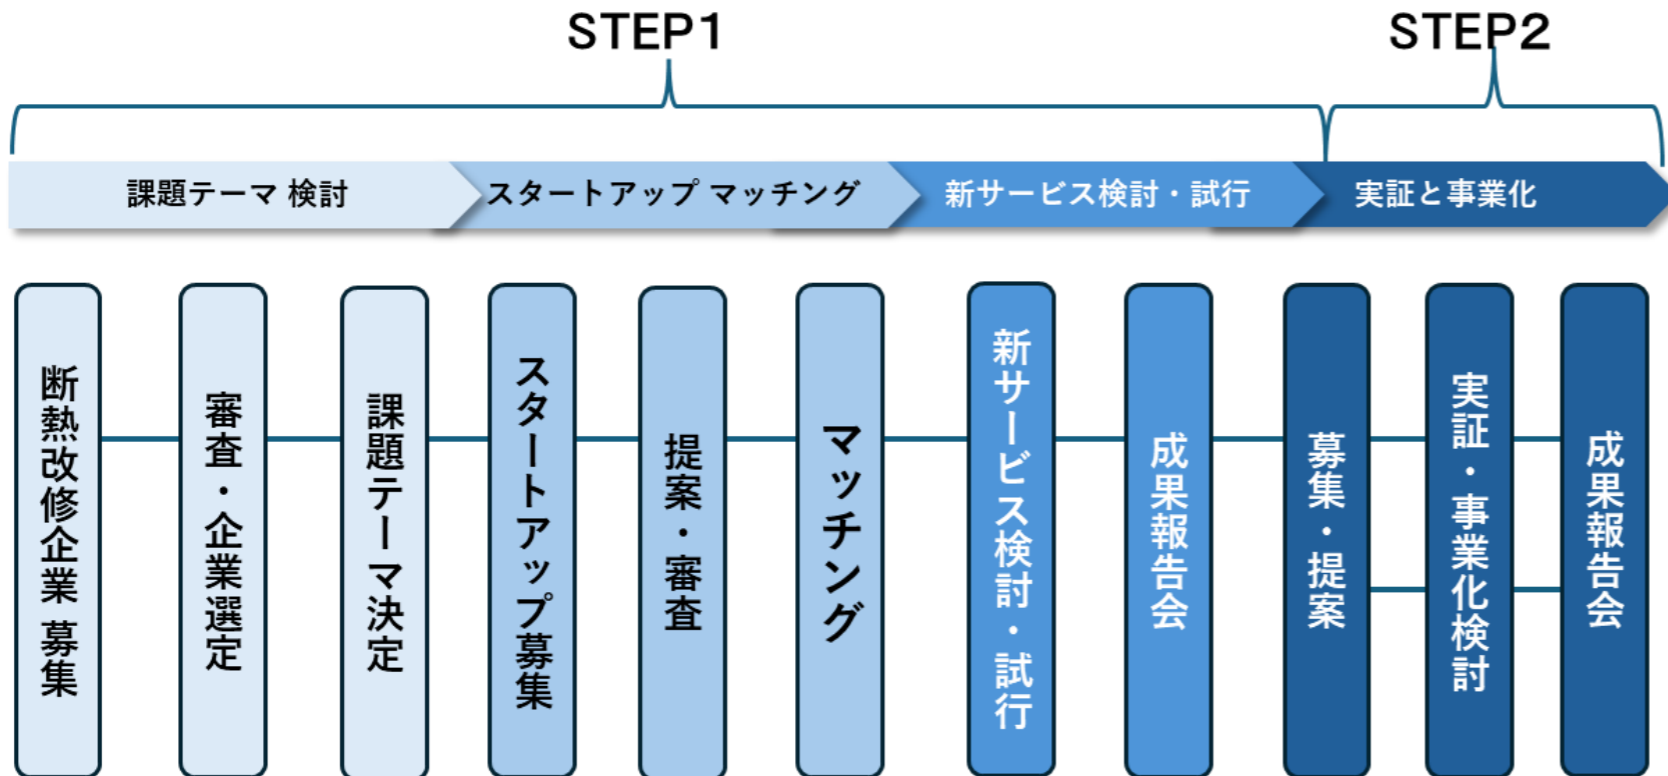 STEP1
STEP2
課題テーマ 検討
スタートアップ マッチング
新サービス検討・試行
実証と事業化
断熱改修企業 募集
審査・企業選定
課題テーマ決定
スタートアップ募集
提案・審査
マッチング
新サービス検討・試行
成果報告会
募集・提案
実証・事業化検討
成果報告会